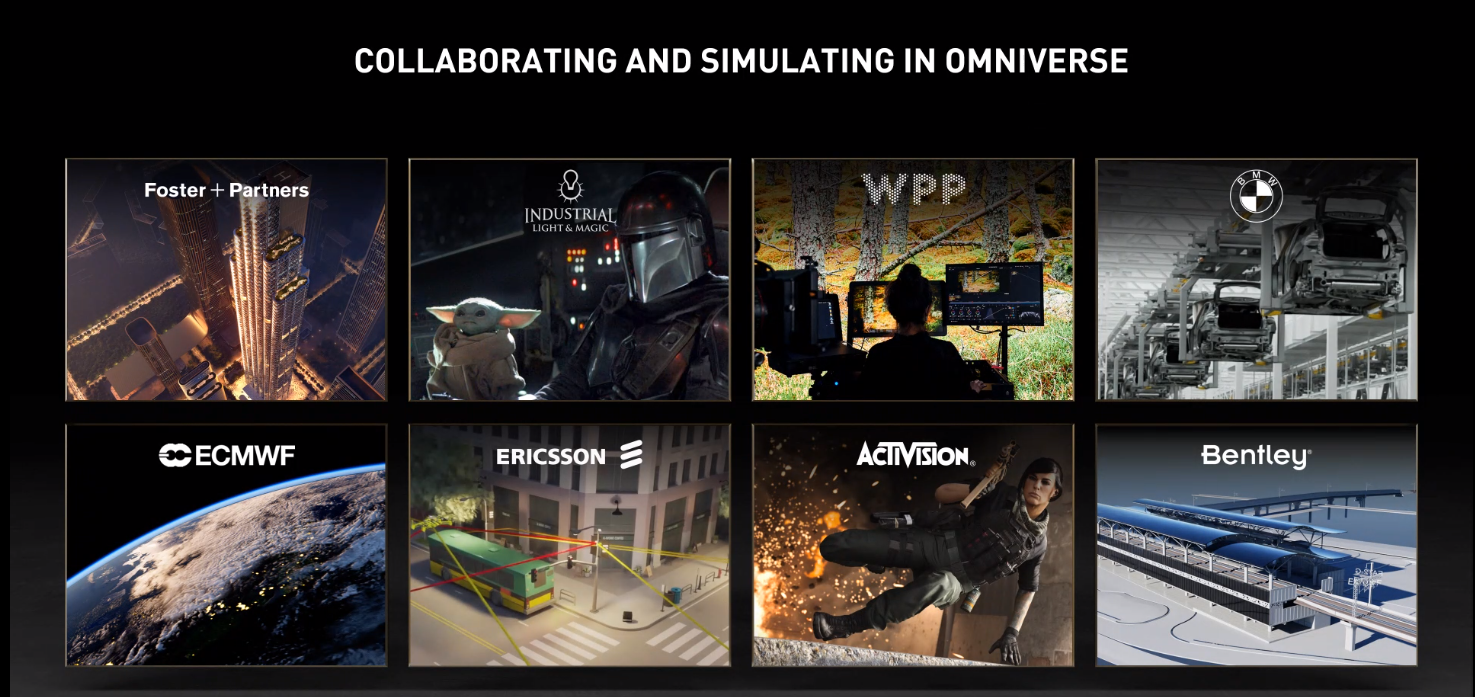 COLLABORATING AND SIMULATING IN OMNIVERSE
Foster + Partners
INDUSTRIAL
LIGHT & MAGIC
WPP
BMW
ECMWF
ERICSSON
ACTIVISION®
Bentley®